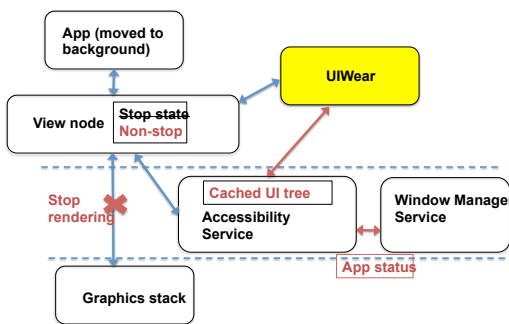 App (moved to
background)
UIWear
View node
Stop state
Non-stop
Stop
rendering
Cached UI tree
Accessibility
Service
Window Manager
Service
App status
Graphics stack